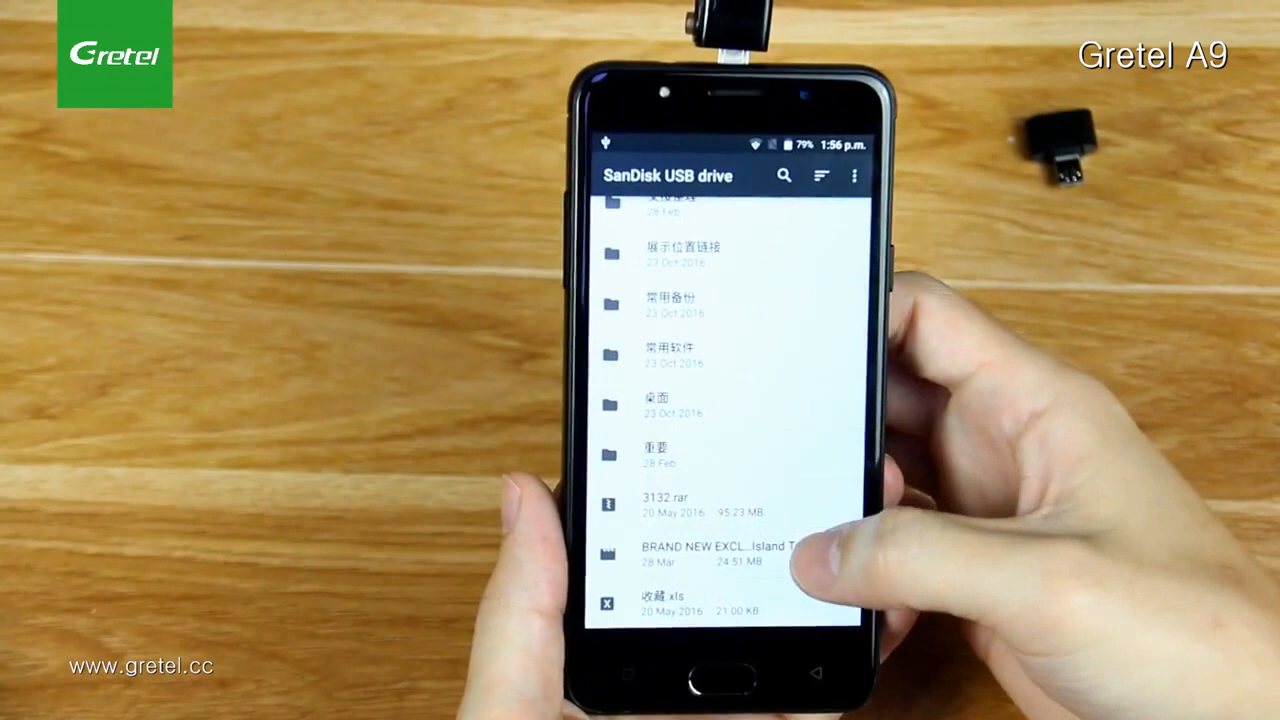 Gretel
Gretel A9
79% 1:56 p.m.
SanDisk USB drive
28 Feb
展示位置链接
23 Oct 2016
常用备份
23 Oct 2016
常用软件
23 Oct 2016
桌面
23 Oct 2016
重要
28 Feb
3132.rar
20 May 2016 95.23 MB
BRAND NEW EXCL...Island
28 Mar 24.51 MB
收藏.xls
20 May 2016 21.00 KB
www.gretel.cc